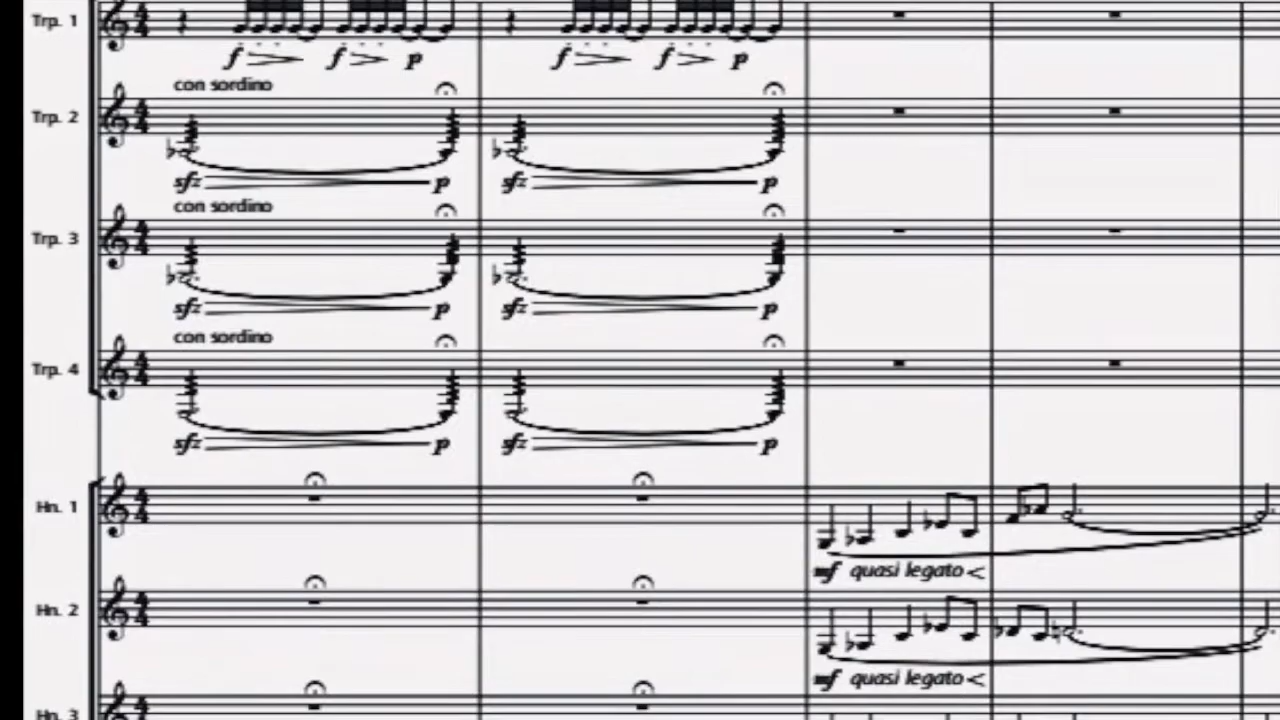 Trp. 1
f f p f f p
con sordino
Trp. 2
sfz p sfz p
con sordino
Trp. 3
sfz p sfz p
con sordino
Trp. 4
sfz p sfz p
Hn. 1
mf quasi legato
Hn. 2
mf quasi legato
Hn. 3